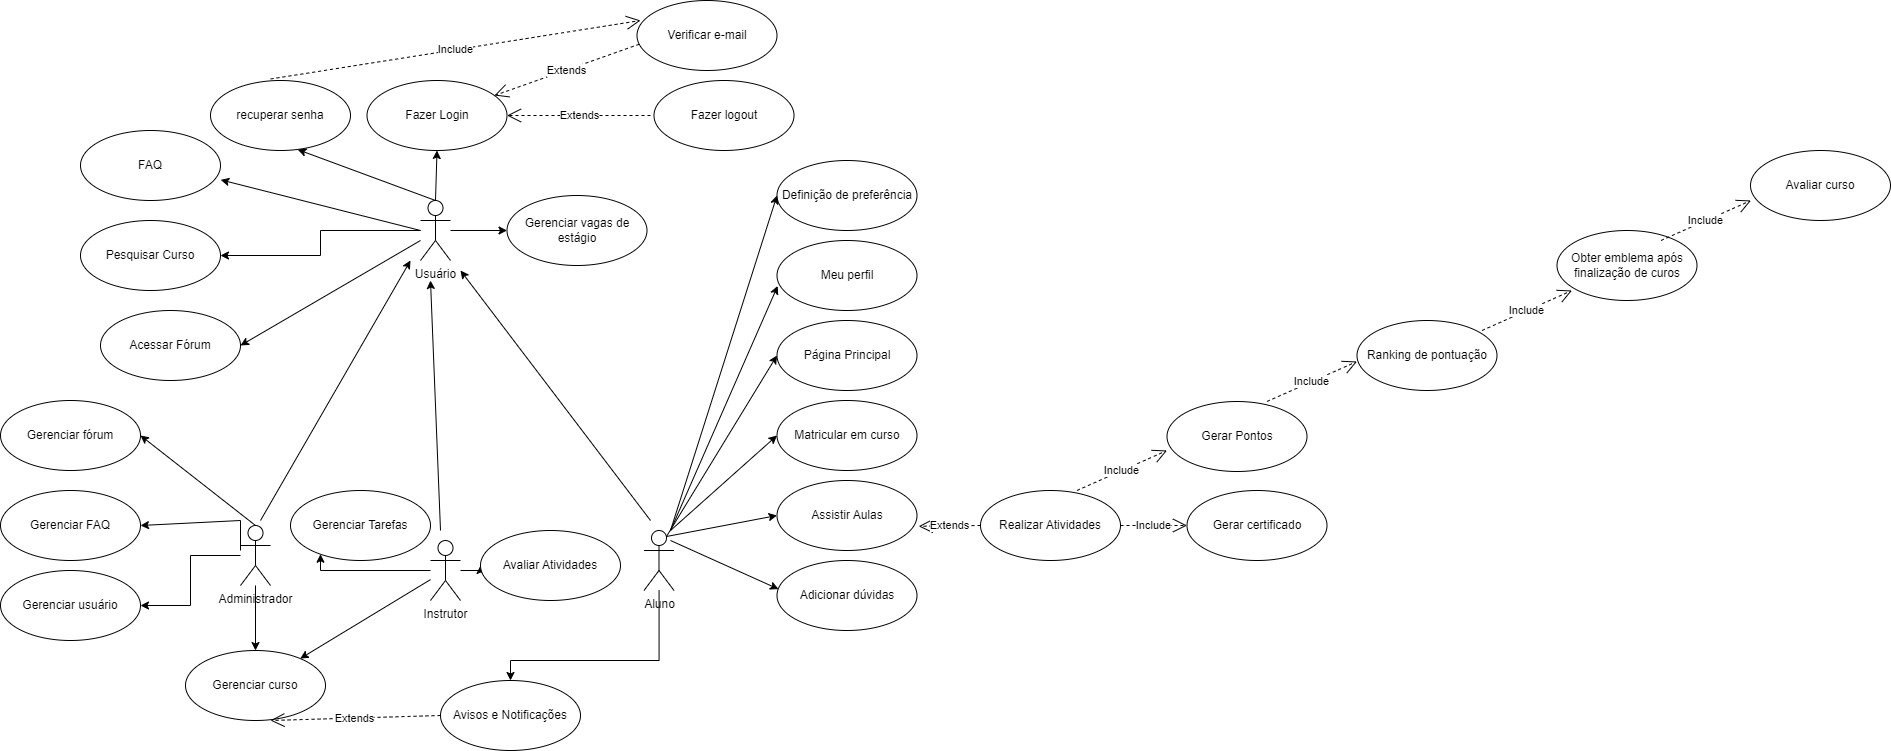 Verificar e-mail
Include
Extends
recuperar senha
Fazer Login
Extends
Fazer logout
FAQ
Definição de preferência
Avaliar curso
Include
Gerenciar vagas de
estágio
Pesquisar Curso
Usuário
Meu perfil
Obter emblema após
finalização de curos
Include
Acessar Fórum
Página Principal
Ranking de pontuação
Include
Gerenciar fórum
Matricular em curso
Gerar Pontos
Include
Gerenciar FAQ
Gerenciar Tarefas
Assistir Aulas
Extends
Realizar Atividades
Include
Gerar certificado
Avaliar Atividades
Gerenciar usuário
Administrador
Instrutor
Aluno
Adicionar dúvidas
Gerenciar curso
Extends
Avisos e Notificações